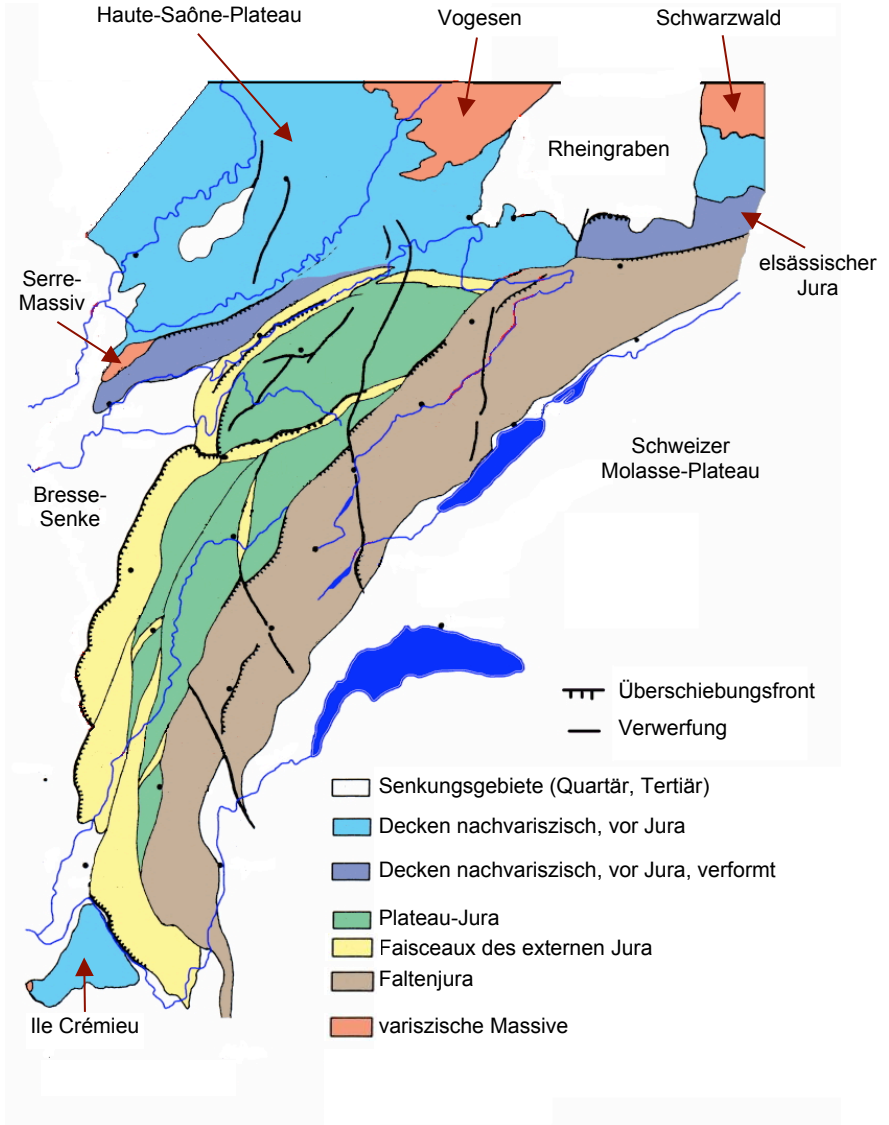 Haute-Saône-Plateau
Vogesen
Schwarzwald
Rheingraben
elsässischer
Jura
Serre-
Massiv
Schweizer
Molasse-Plateau
Bresse-
Senke
Überschiebungsfront
Verwerfung
Senkungsgebiete (Quartär, Tertiär)
Decken nachvariszisch, vor Jura
Decken nachvariszisch, vor Jura, verformt
Plateau-Jura
Faisceaux des externen Jura
Faltenjura
variszische Massive
Ile Crémieu